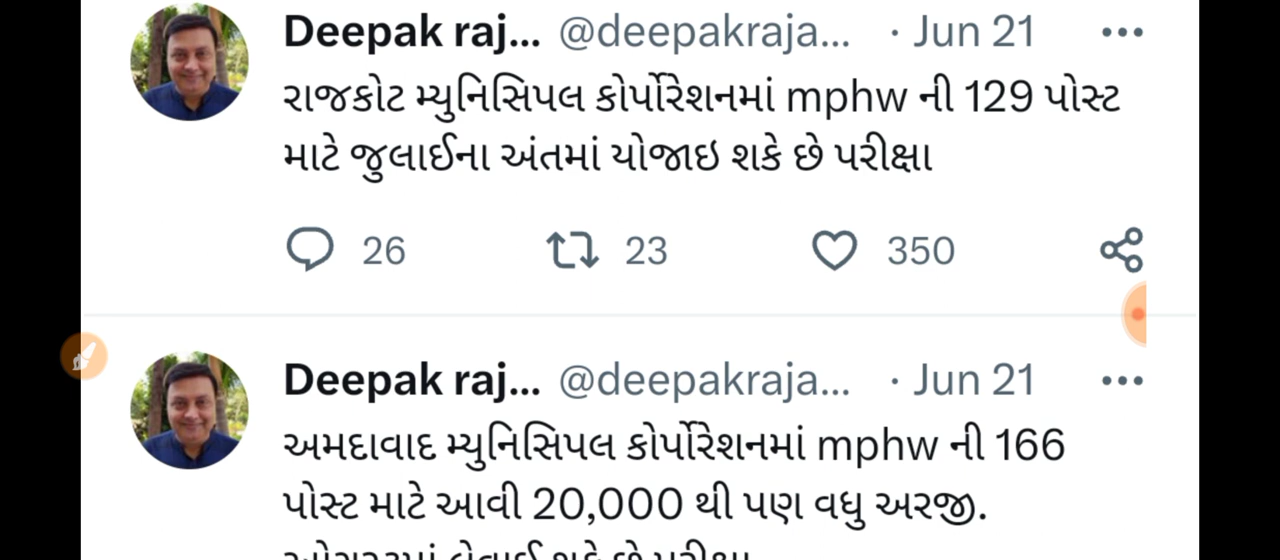 Deepak raj... @deepakraja... · Jun 21 •••
રાજકોટ મ્યુનિસિપલ કોર્પોરેશનમાં mphw ની 129 પોસ્ટ
માટે જુલાઈના અંતમાં યોજાઇ શકે છે પરીક્ષા
26 23 350
Deepak raj... @deepakraja... · Jun 21 •••
અમદાવાદ મ્યુનિસિપલ કોર્પોરેશનમાં mphw ની 166
પોસ્ટ માટે આવી 20,000 થી પણ વધુ અરજી.